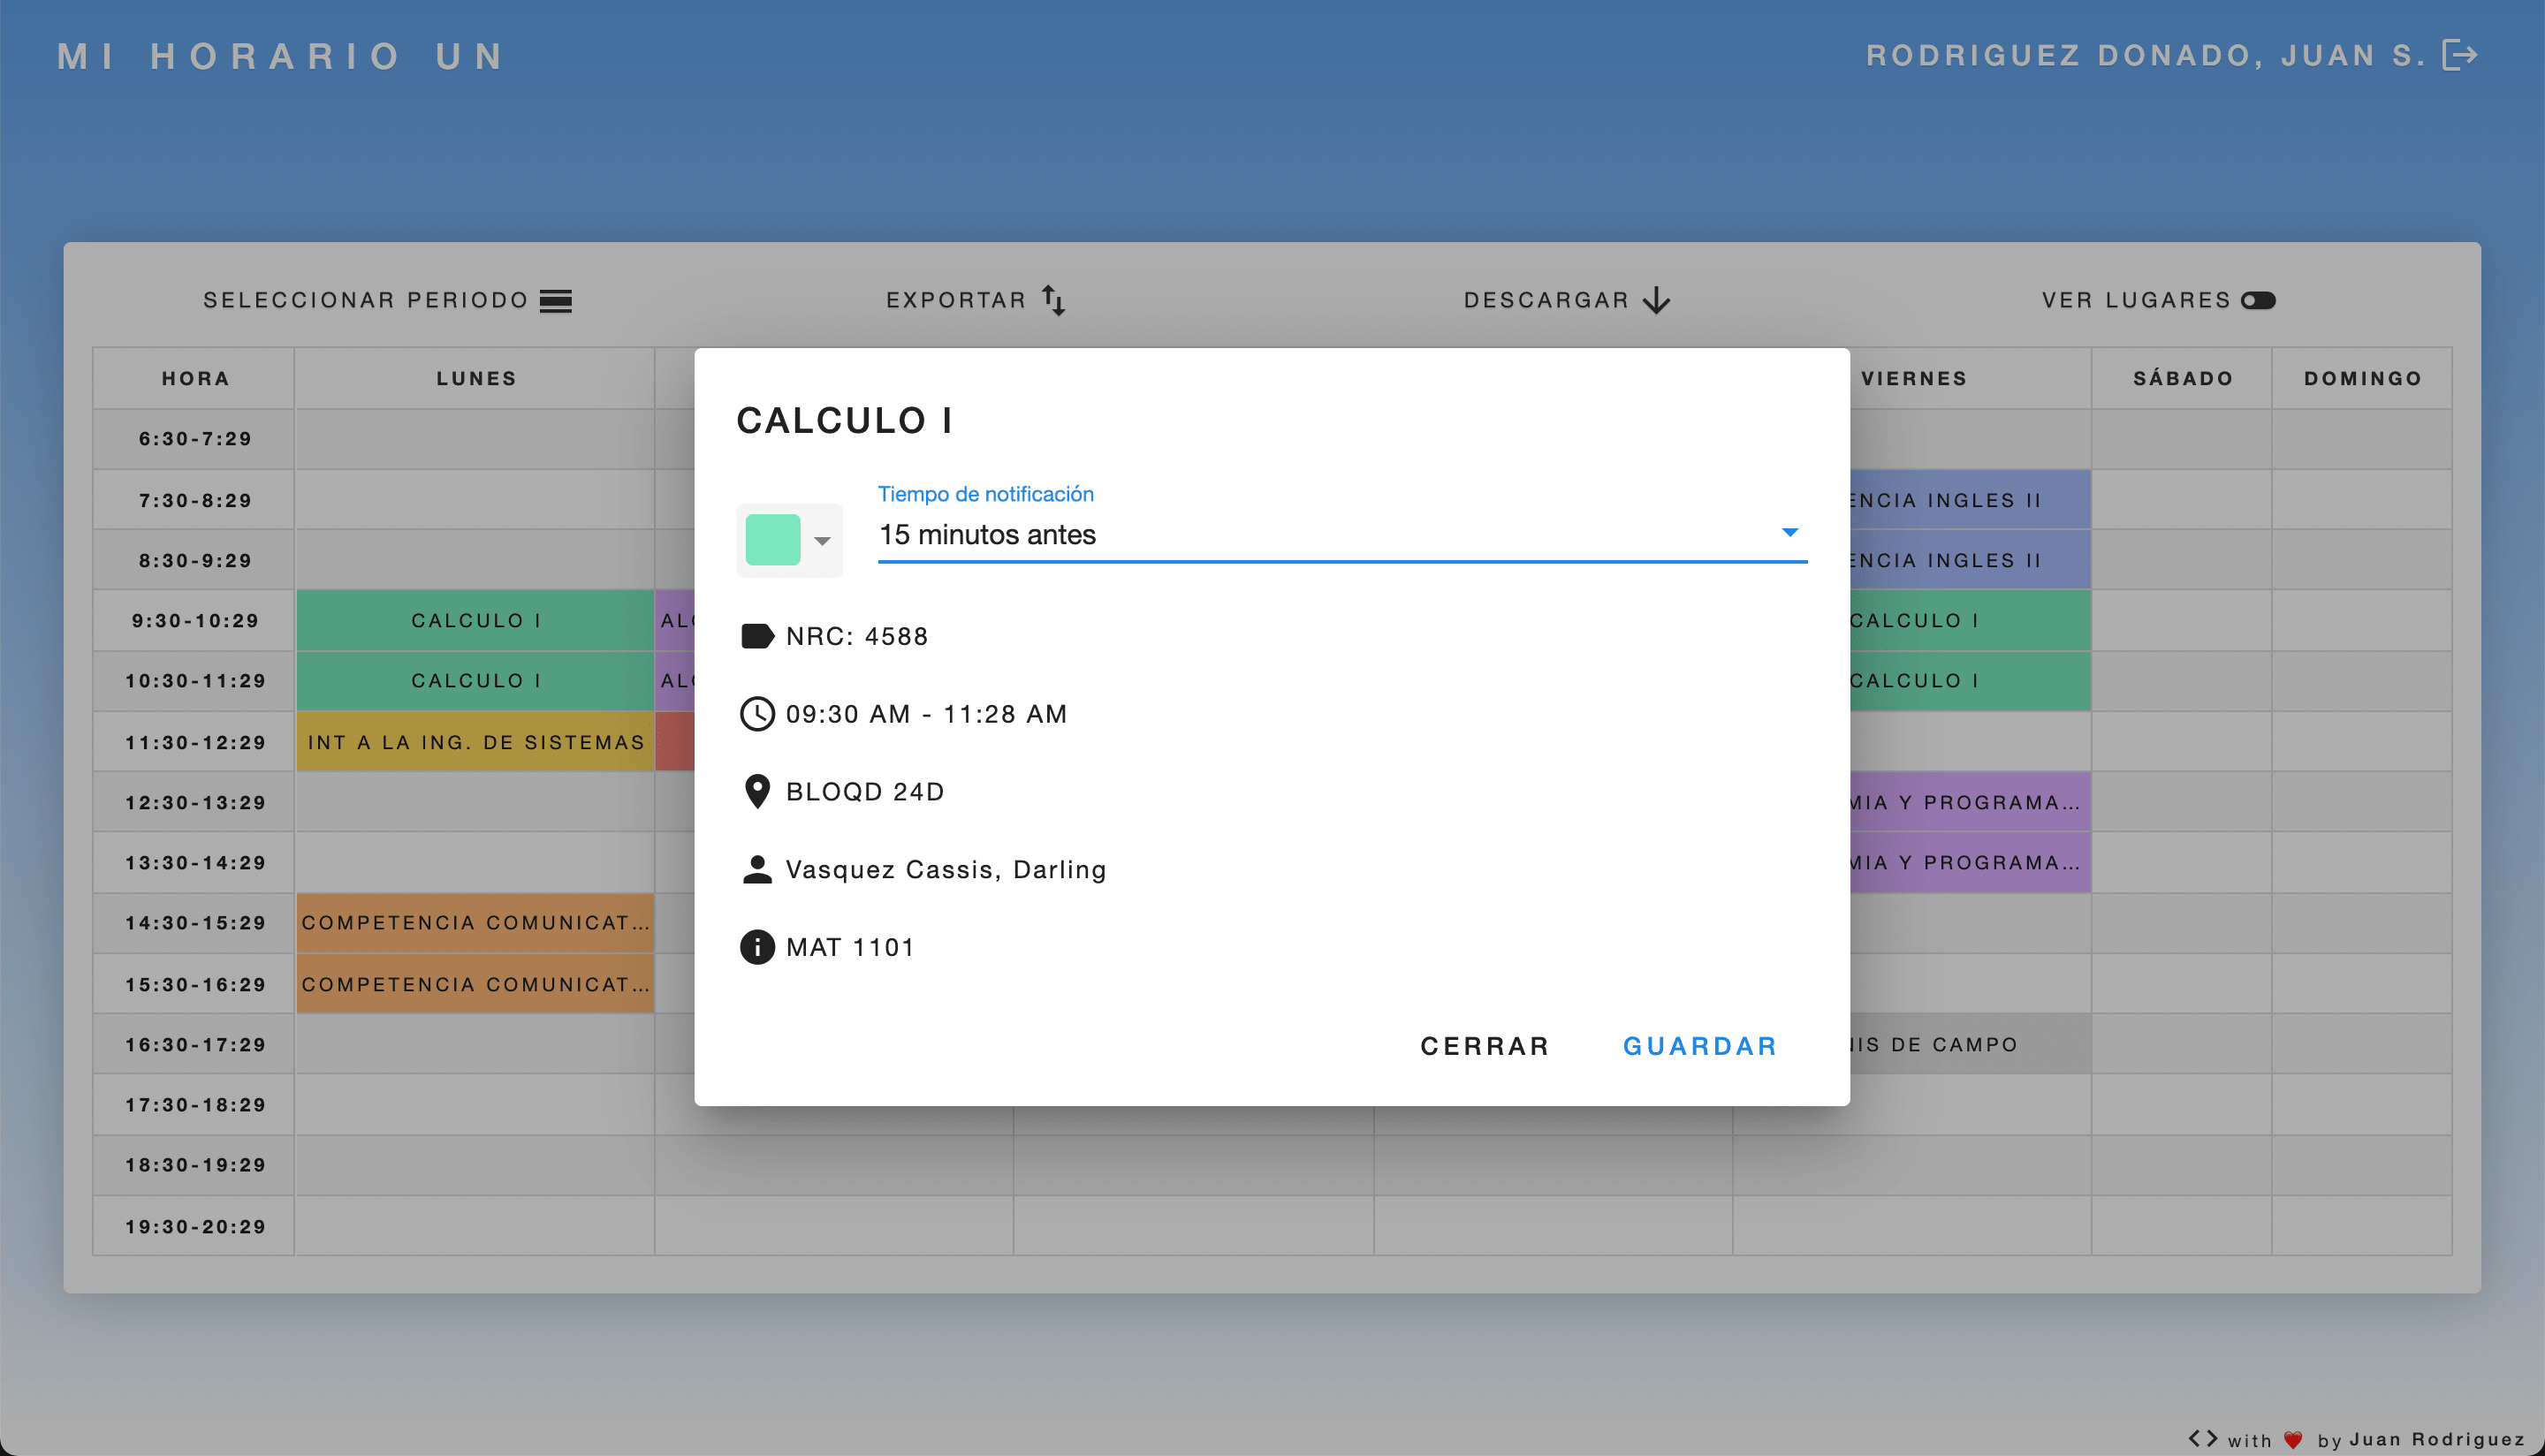 MI HORARIO UN
RODRIGUEZ DONADO, JUAN S.
SELECCIONAR PERIODO
EXPORTAR
DESCARGAR
VER LUGARES
HORA LUNES VIERNES SÁBADO DOMINGO
6:30-7:29
7:30-8:29 ENCIA INGLES II
8:30-9:29 ENCIA INGLES II
9:30-10:29 CALCULO I CALCULO I
10:30-11:29 CALCULO I CALCULO I
11:30-12:29 INT A LA ING. DE SISTEMAS
12:30-13:29 MIA Y PROGRAMA...
13:30-14:29 MIA Y PROGRAMA...
14:30-15:29 COMPETENCIA COMUNICAT...
15:30-16:29 COMPETENCIA COMUNICAT...
16:30-17:29 NIS DE CAMPO
17:30-18:29
18:30-19:29
19:30-20:29
CALCULO I
Tiempo de notificación
15 minutos antes
NRC: 4588
09:30 AM - 11:28 AM
BLOQD 24D
Vasquez Cassis, Darling
MAT 1101
CERRAR GUARDAR
<> with ❤️ by Juan Rodriguez